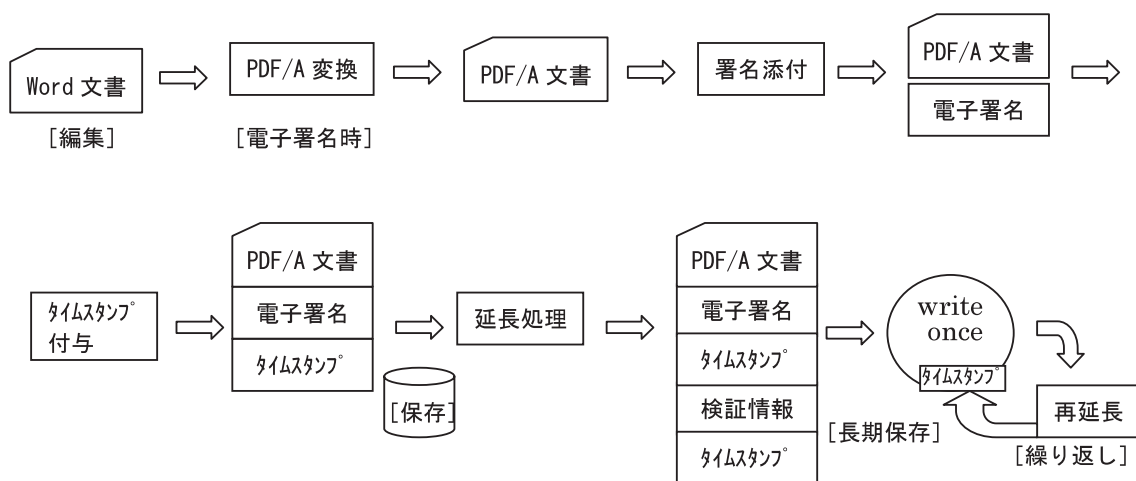 Word 文書
[編集]
PDF/A 変換
[電子署名時]
PDF/A 文書
署名添付
PDF/A 文書
電子署名
ﾀｲﾑｽﾀﾝﾌﾟ
付与
PDF/A 文書
電子署名
ﾀｲﾑｽﾀﾝﾌﾟ
[保存]
延長処理
PDF/A 文書
電子署名
ﾀｲﾑｽﾀﾝﾌﾟ
検証情報
ﾀｲﾑｽﾀﾝﾌﾟ
[長期保存]
write
once
ﾀｲﾑｽﾀﾝﾌﾟ
再延長
[繰り返し]